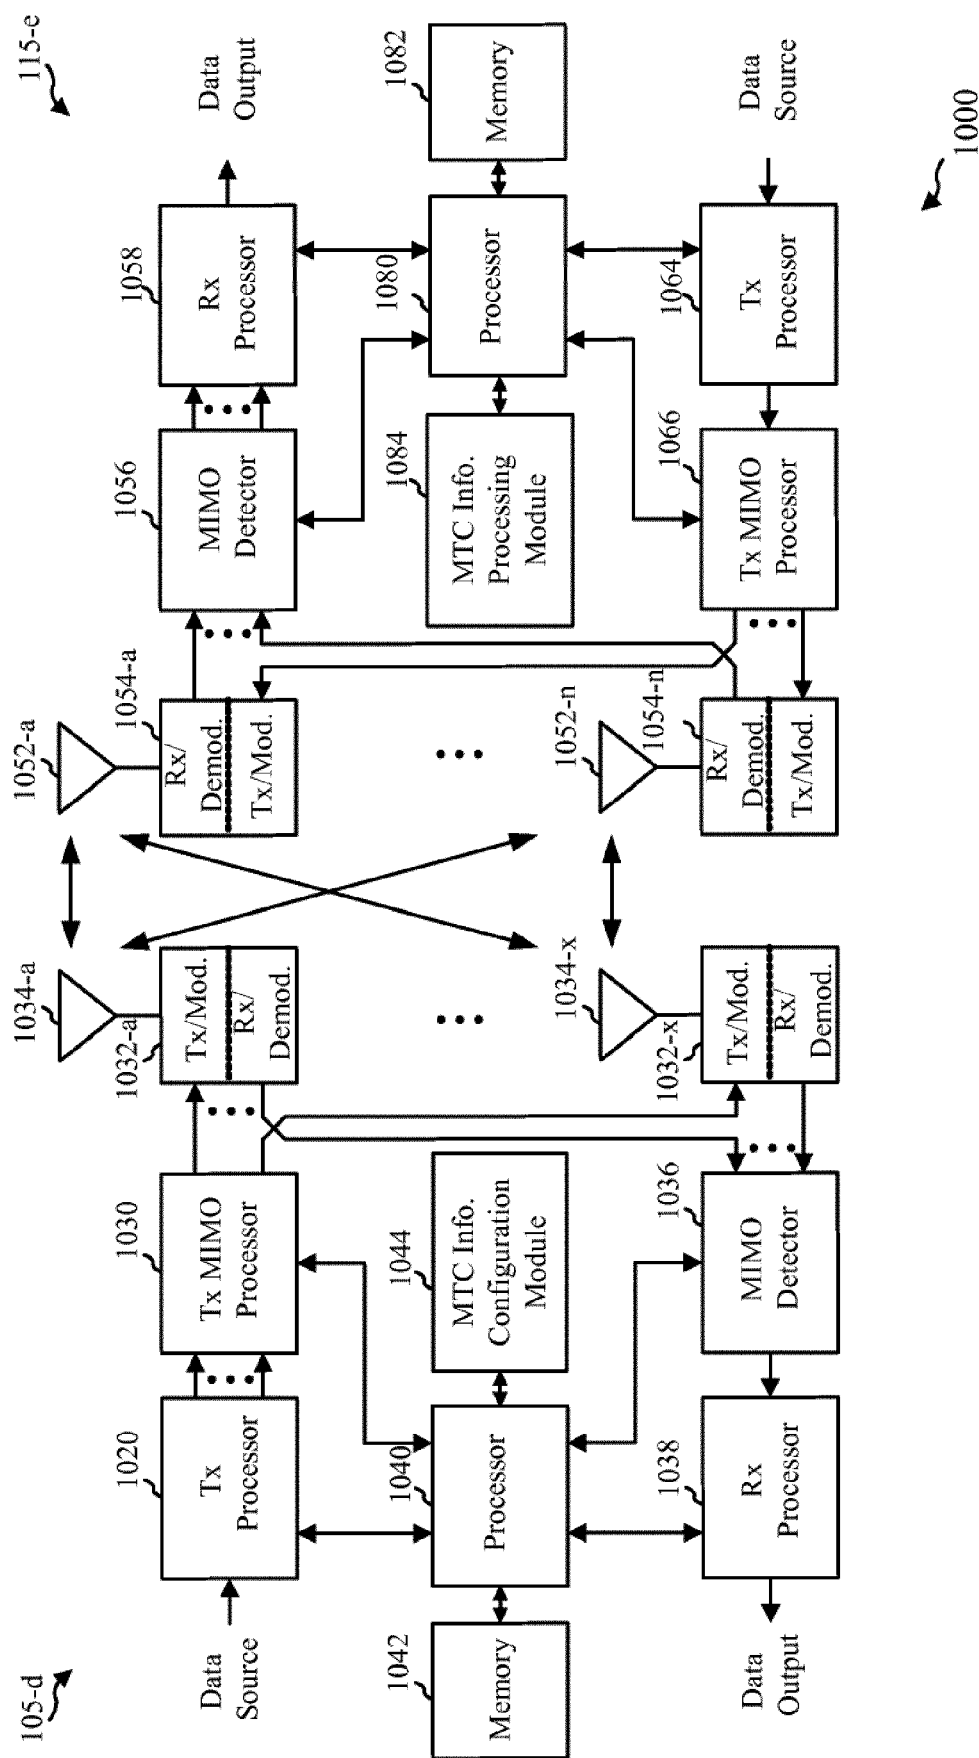 105-d
115-e
1020
Tx
Processor
Data
Source
1030
Tx MIMO
Processor
1034-a
1032-a
Tx/Mod.
Rx/
Demod.
1052-a
1054-a
Rx/
Demod.
Tx/Mod.
1056
MIMO
Detector
1058
Rx
Processor
Data
Output
1042
Memory
1040
Processor
1044
MTC Info.
Configuration
Module
1084
MTC Info.
Processing
Module
1080
Processor
1082
Memory
Data
Output
1038
Rx
Processor
1036
MIMO
Detector
1034-x
1032-x
Tx/Mod.
Rx/
Demod.
1052-n
1054-n
Rx/
Demod.
Tx/Mod.
1066
Tx MIMO
Processor
1064
Tx
Processor
Data
Source
1000